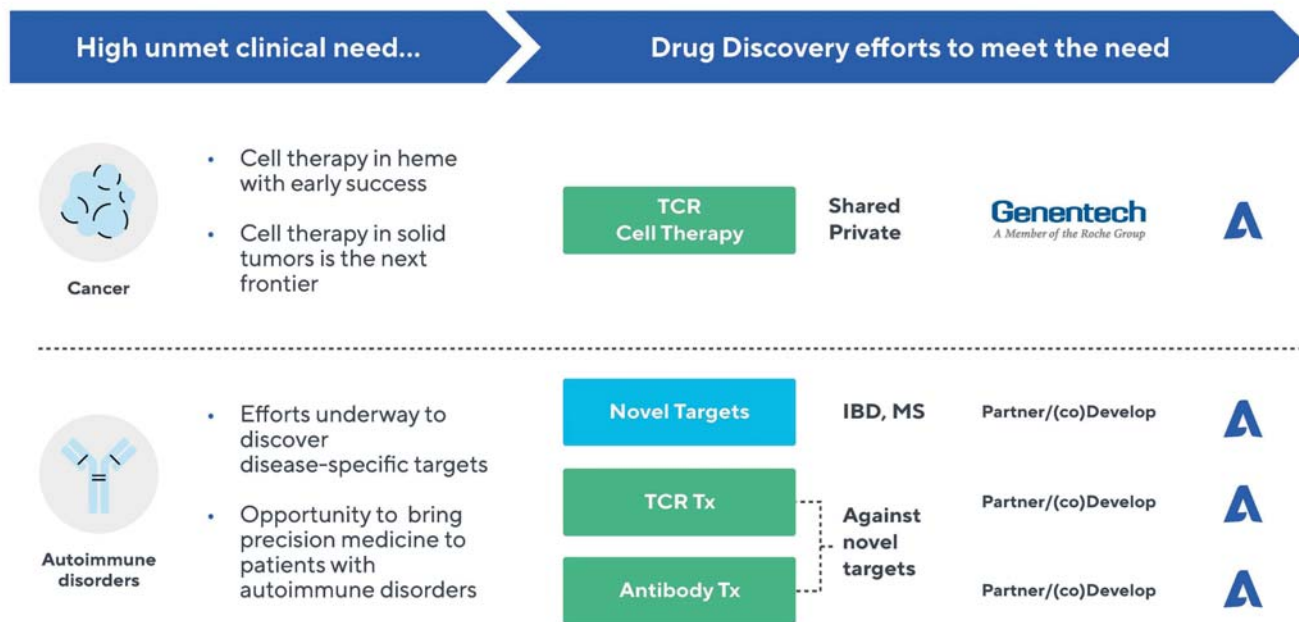 High unmet clinical need...
Drug Discovery efforts to meet the need
• Cell therapy in heme
with early success
• Cell therapy in solid
tumors is the next
frontier
Cancer
TCR
Cell Therapy
Shared
Private
Genentech
A Member of the Roche Group
• Efforts underway to
discover
disease-specific targets
• Opportunity to bring
precision medicine to
patients with
autoimmune disorders
Autoimmune
disorders
Novel Targets
IBD, MS
Partner/(co)Develop
TCR Tx
Partner/(co)Develop
Against
novel
targets
Antibody Tx
Partner/(co)Develop